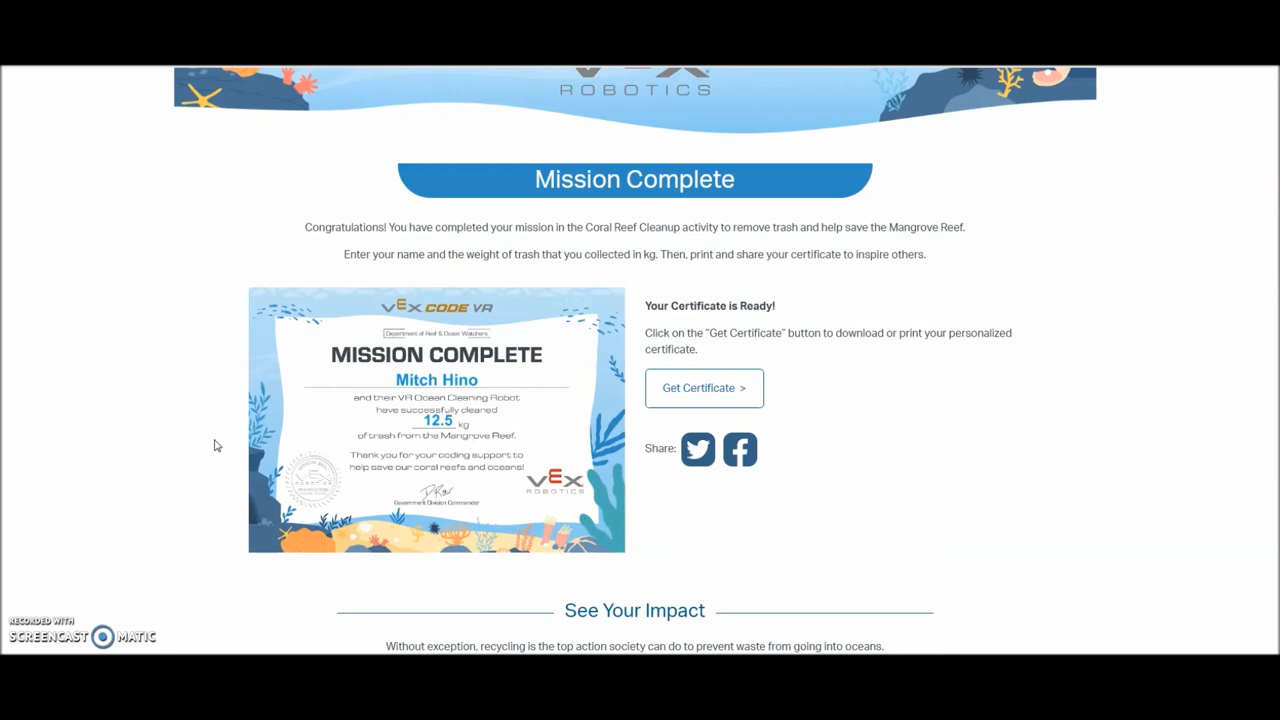 VEX
ROBOTICS
Mission Complete
Congratulations! You have completed your mission in the Coral Reef Cleanup activity to remove trash and help save the Mangrove Reef.
Enter your name and the weight of trash that you collected in kg. Then, print and share your certificate to inspire others.
VEX CODE VR
Department of Reef & Ocean Watchers
MISSION COMPLETE
Mitch Hino
and their VR Ocean Cleaning Robot
have successfully cleaned
12.5 kg
of trash from the Mangrove Reef.
Thank you for your coding support to
help save our coral reefs and oceans!
VEX
ROBOTICS
Government Division Commander
Your Certificate is Ready!
Click on the "Get Certificate" button to download or print your personalized
certificate.
Get Certificate >
Share:
See Your Impact
Without exception, recycling is the top action society can do to prevent waste from going into oceans.
RECORDED WITH
SCREENCAST MATIC